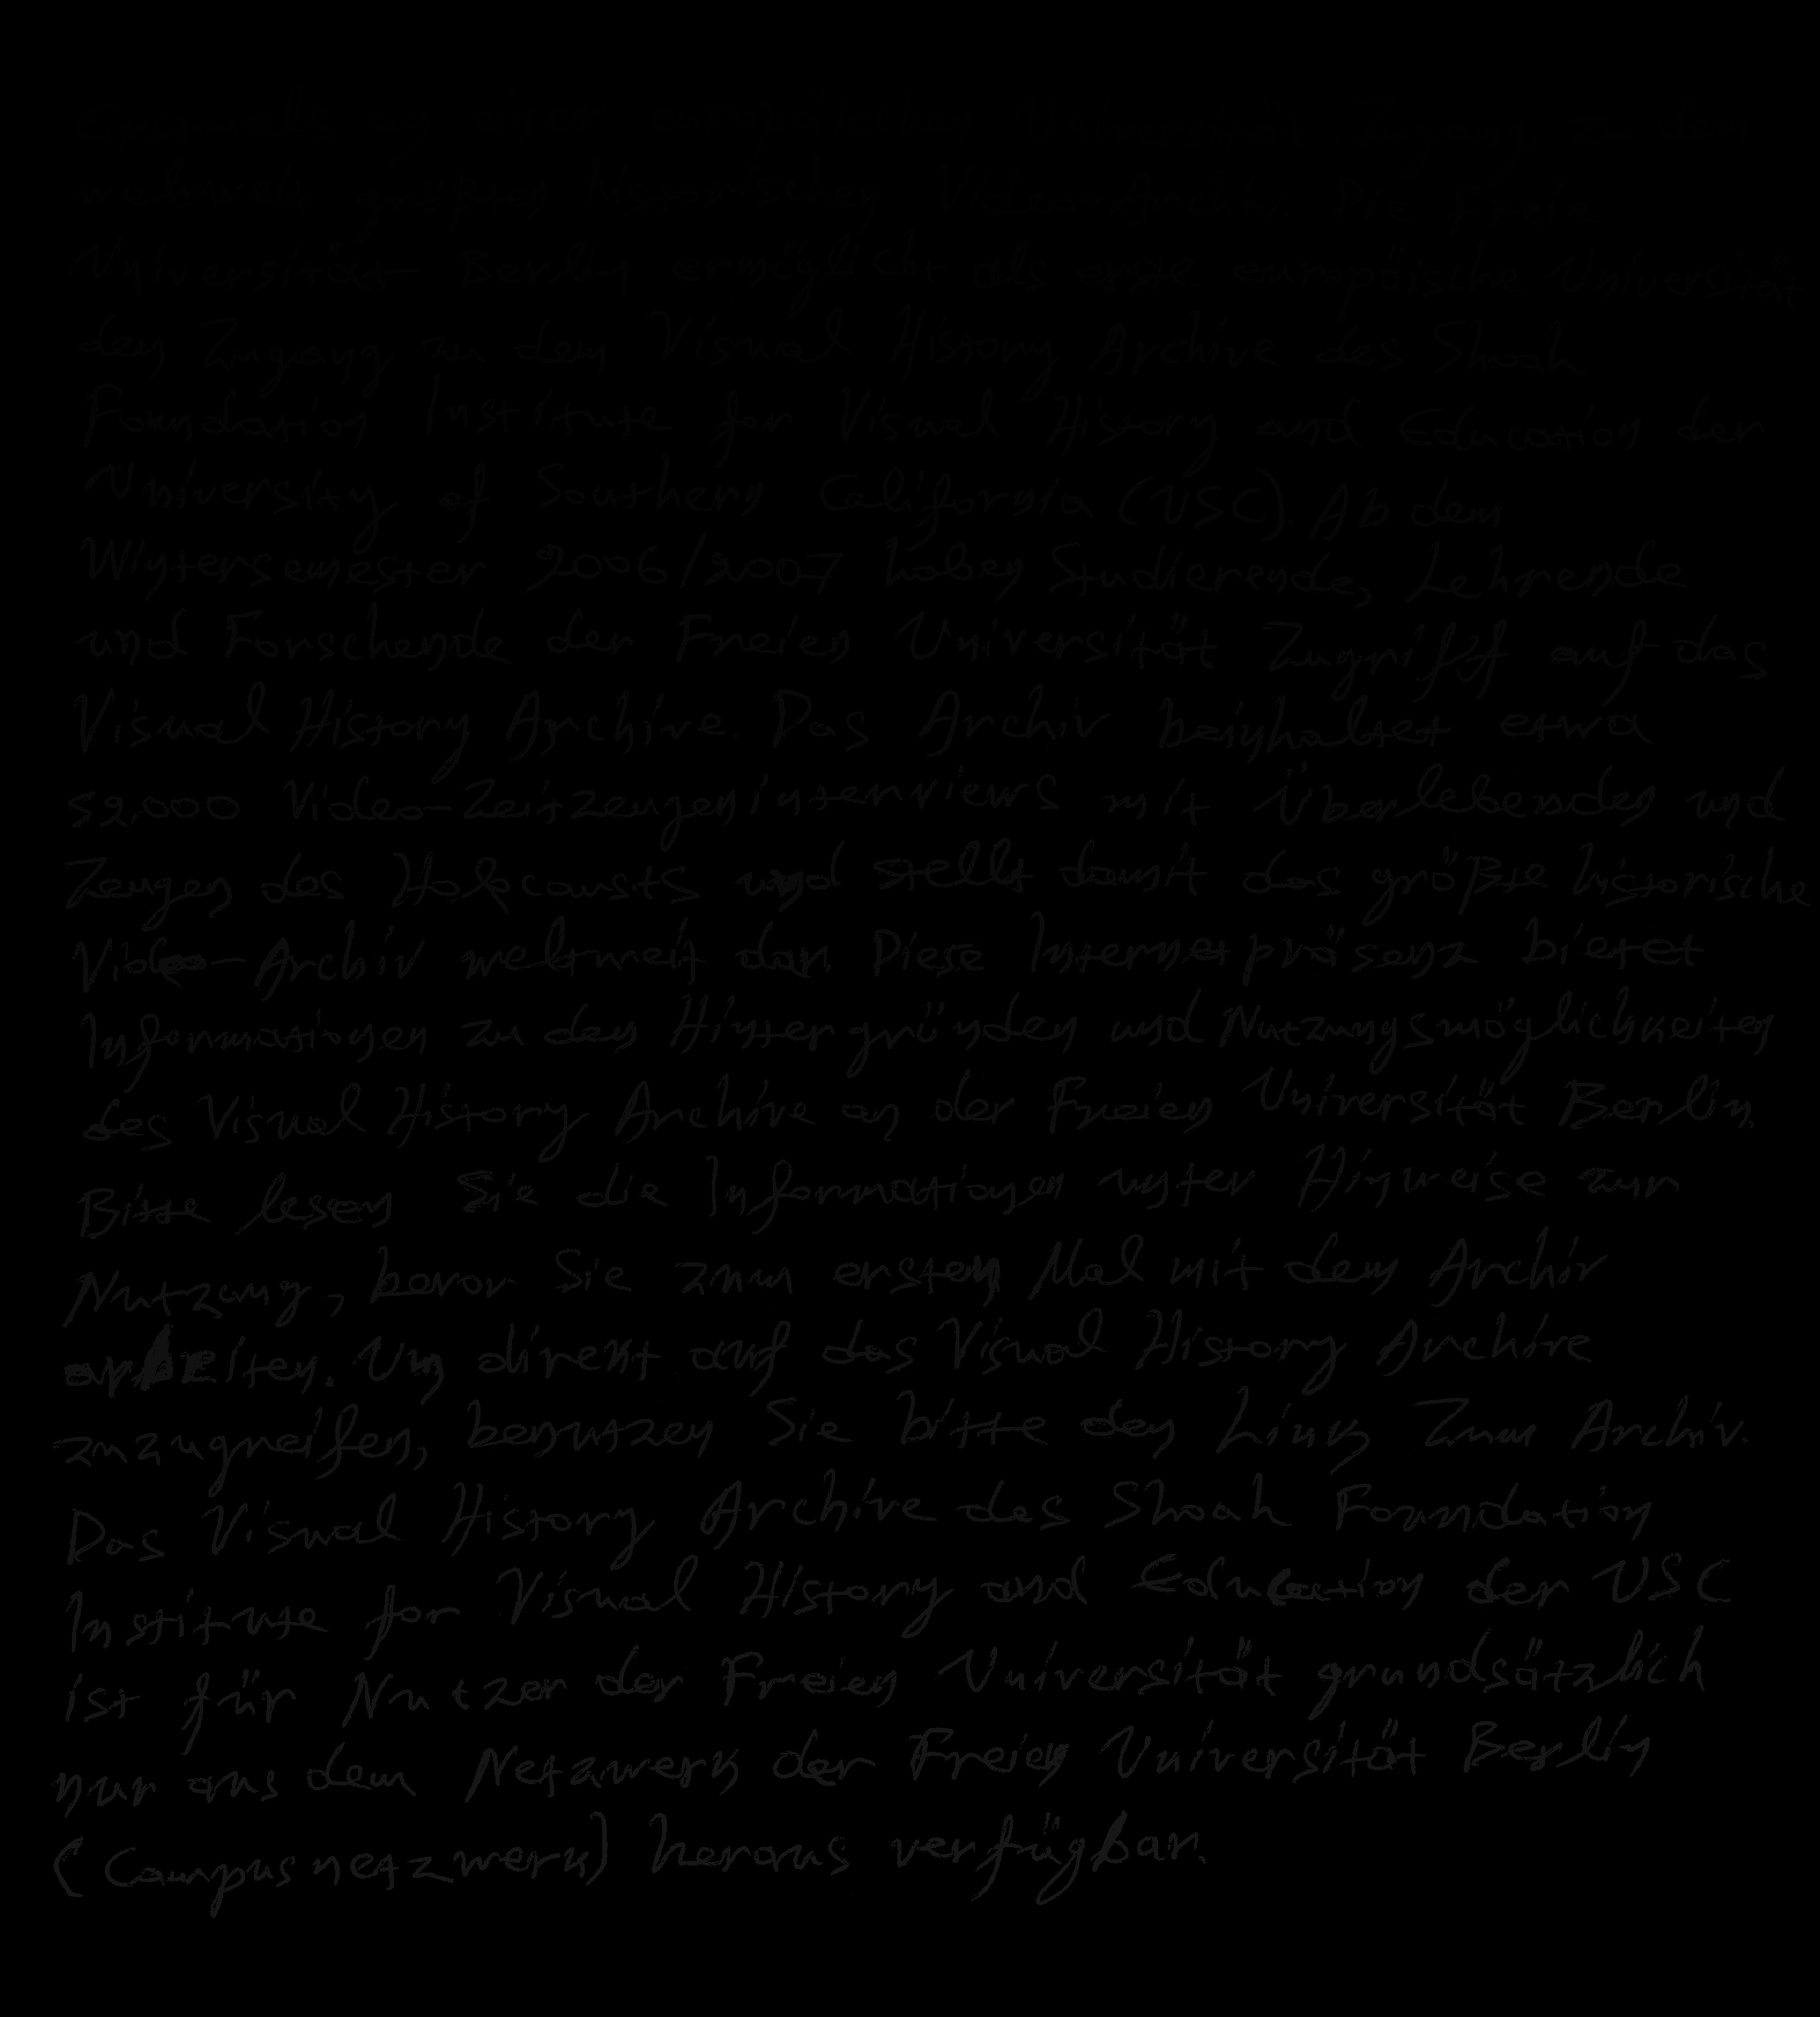 weltweit größten historischen Video-Archiv Die Freie
Universität Berlin ermöglicht als erste europäische Universität
den Zugang zu dem Visual History Archive des Shoah
Foundation Institute for Visual History and Education der
University of Southern California (USC). Ab dem
Wintersemester 2006/2007 haben Studierende, Lehrende
und Forschende der Freien Universität Zugriff auf das
Visual History Archive. Das Archiv beinhaltet etwa
52.000 Video-Zeitzeugeninterviews mit Überlebenden und
Zeugen des Holocausts und stellt damit das größte historische
Video-Archiv weltweit dar. Diese Internetpräsenz bietet
Informationen zu den Hintergründen und Nutzungsmöglichkeiten
des Visual History Archive an der Freien Universität Berlin.
Bitte lesen Sie die Informationen unter Hinweise zur
Nutzung, bevor Sie zum ersten Mal mit dem Archiv
arbeiten. Um direkt auf das Visual History Archive
zuzugreifen, benutzen Sie bitte den Link Zum Archiv.
Das Visual History Archive des Shoah Foundation
Institute for Visual History and Education der USC
ist für Nutzer der Freien Universität grundsätzlich
nur aus dem Netzwerk der Freien Universität Berlin
(Campusnetzwerk) heraus verfügbar.